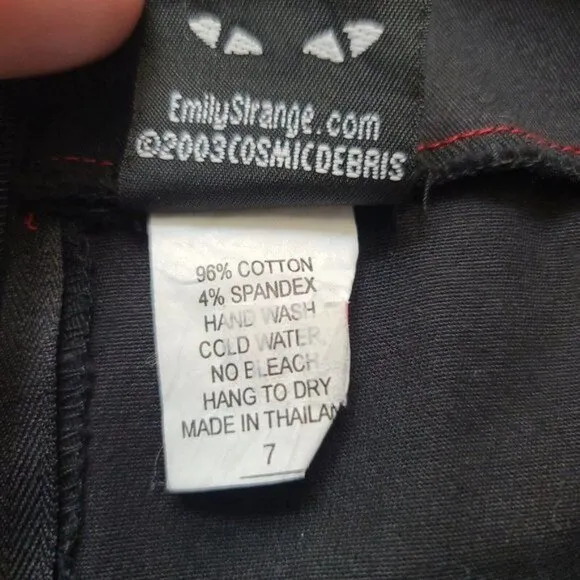 EmilyStrange.com
©2003COSMICDEBRIS
96% COTTON
4% SPANDEX
HAND WASH
COLD WATER
NO BLEACH
HANG TO DRY
MADE IN THAILAN
7